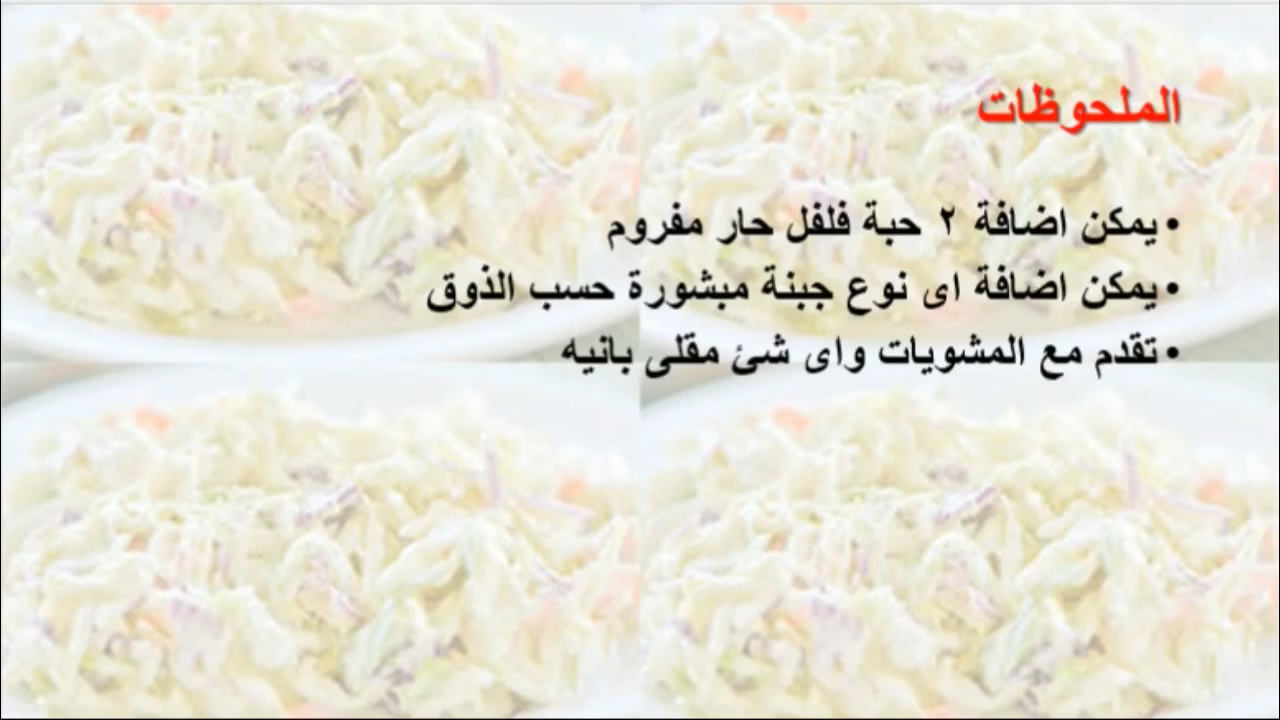 الملحوظات
• يمكن اضافة ٢ حبة فلفل حار مفروم
• يمكن اضافة اى نوع جبنة مبشورة حسب الذوق
• تقدم مع المشويات واى شئ مقلى بانيه